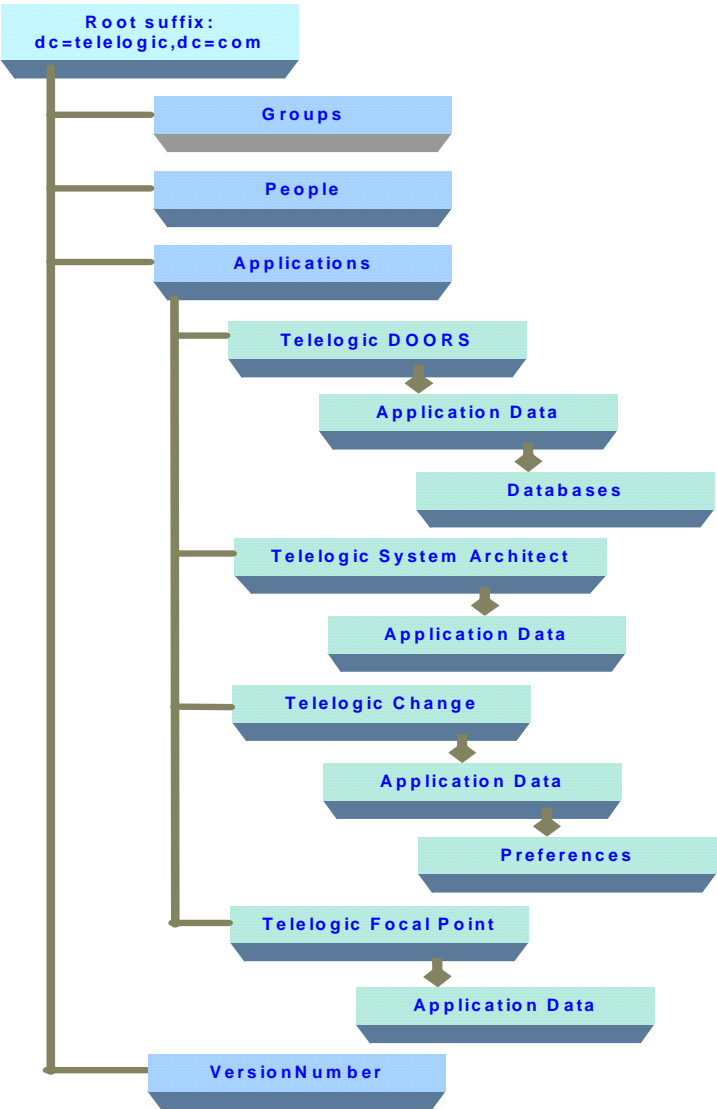 Root suffix:
dc=telelogic,dc=com
Groups
People
Applications
Telelogic DOORS
Application Data
Databases
Telelogic System Architect
Application Data
Telelogic Change
Application Data
Preferences
Telelogic Focal Point
Application Data
VersionNumber